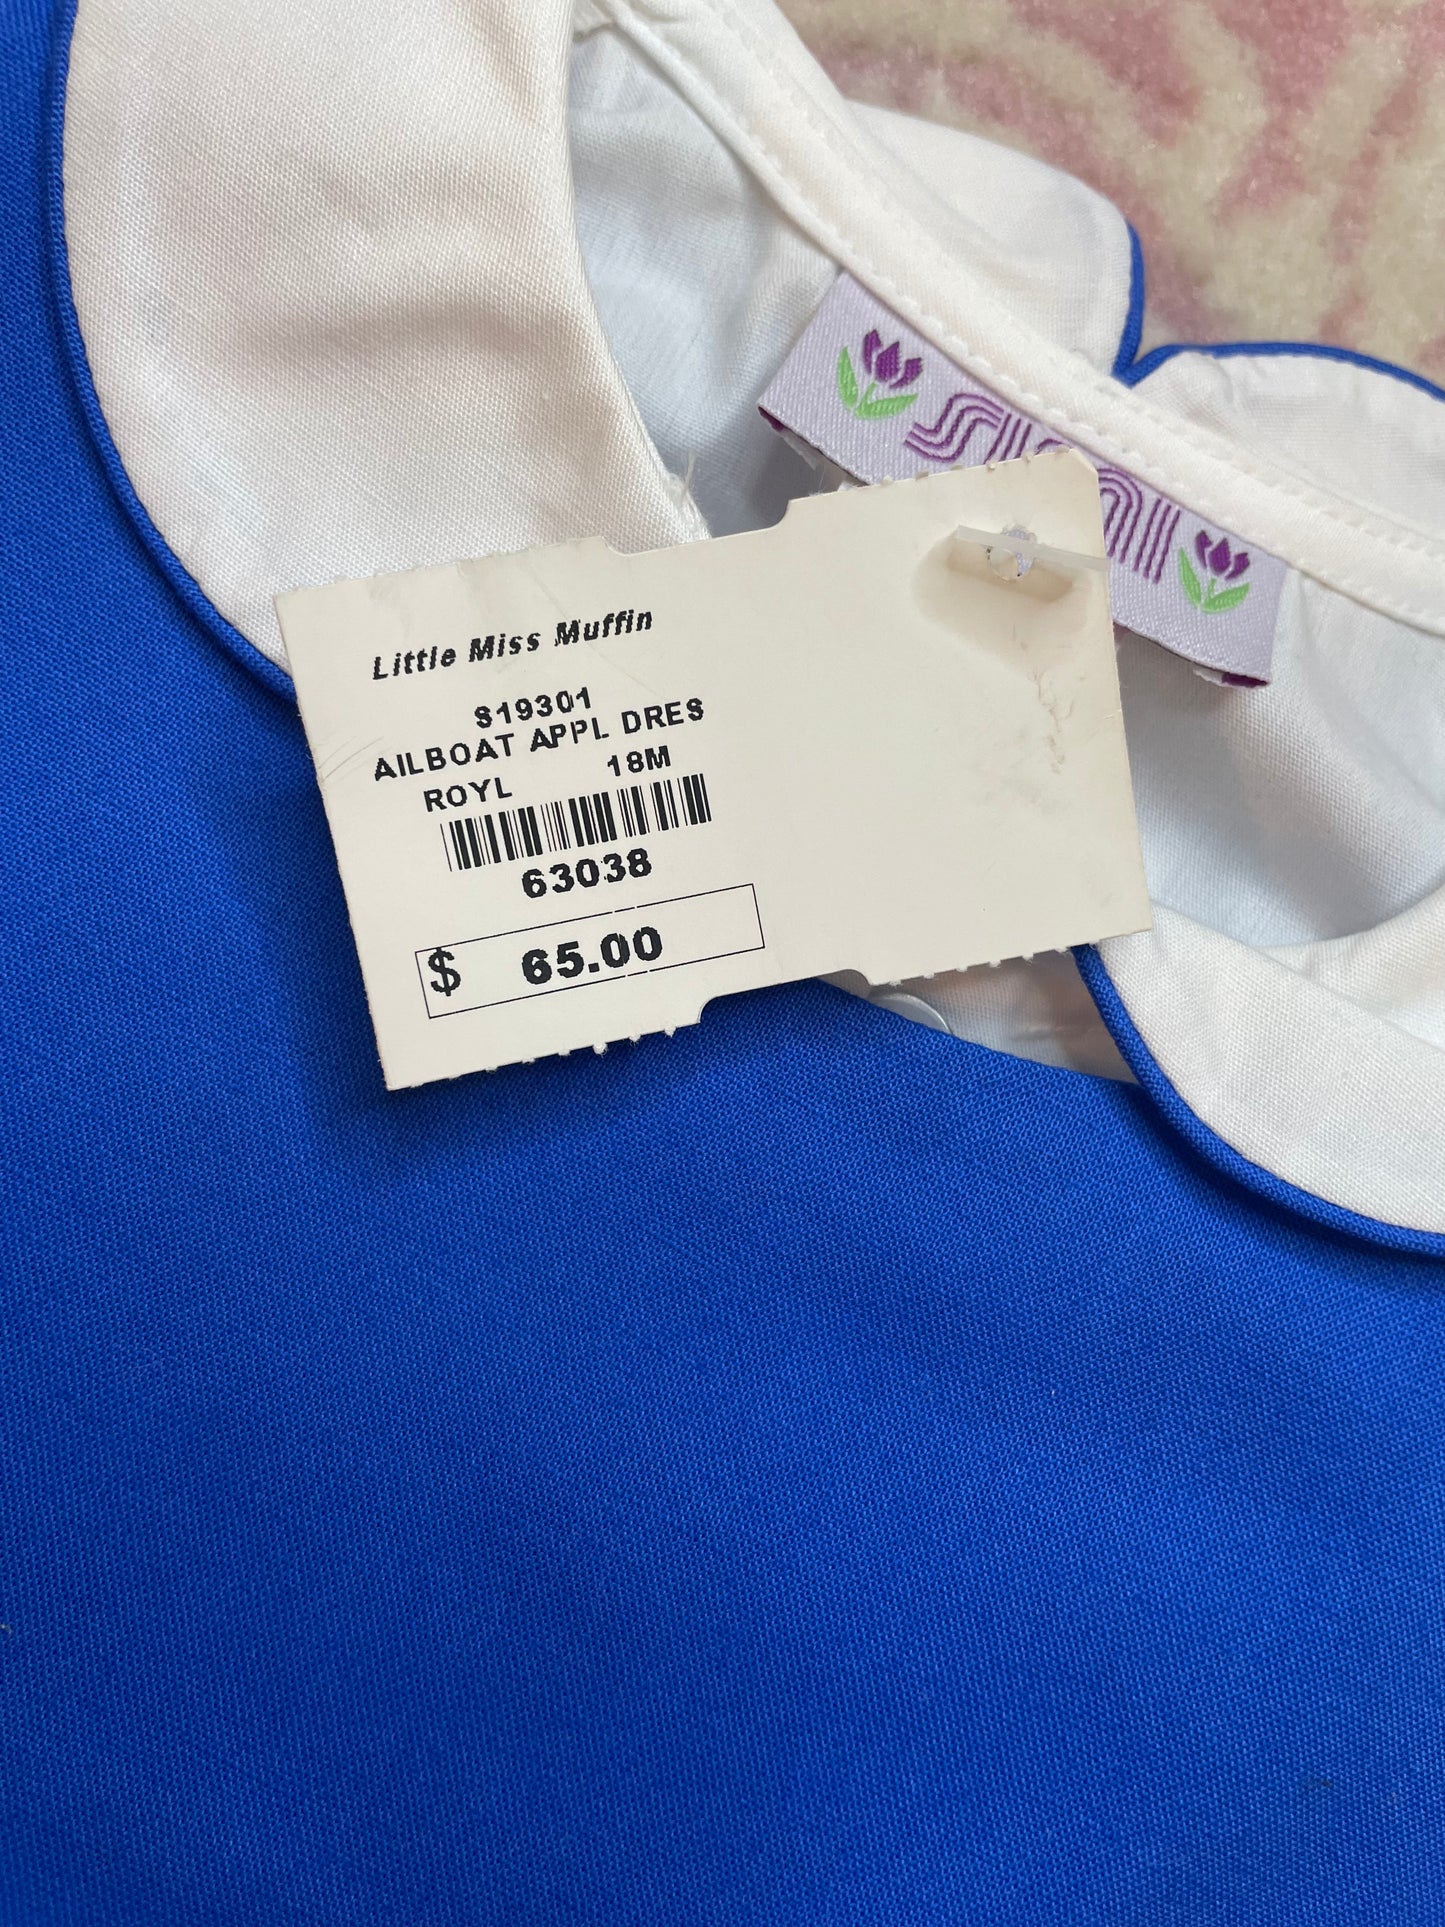 Little Miss Muffin
S19301
AILBOAT APPL DRES
ROYL 18M
63038
$ 65.00